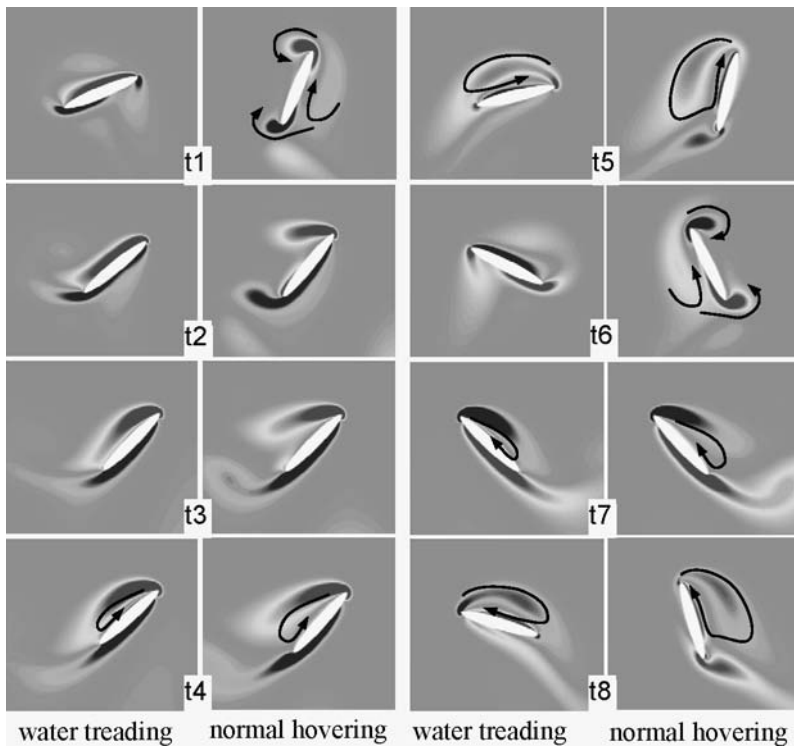 t1
t5
t2
t6
t3
t7
t4
t8
water treading normal hovering water treading normal hovering